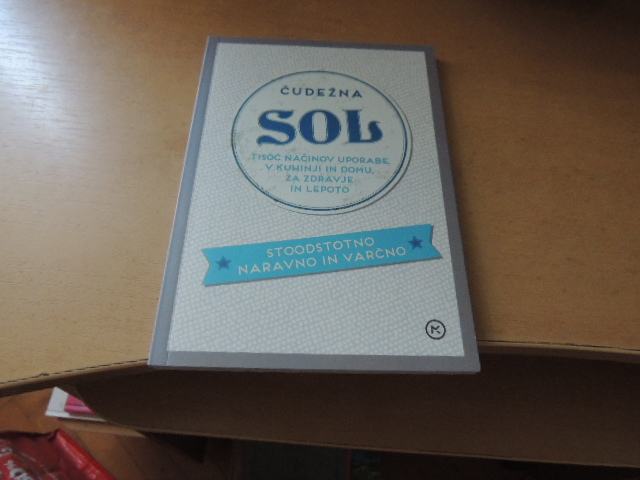 ČUDEŽNA
SOL
TISOČ NAČINOV UPORABE,
V KUHINJI IN DOMU,
ZA ZDRAVJE
IN LEPOTO
STOODSTOTNO
NARAVNO IN VARČNO